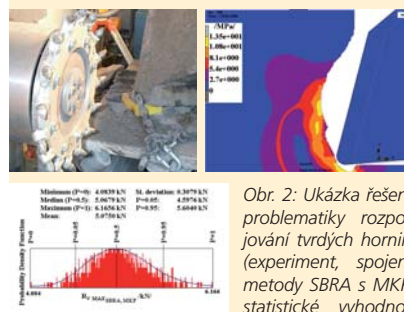 /MPa/
1.35e+001
1.08e+001
8.1e+000
5.4e+000
2.7e+000
0
Minimum (P=0): 4.0839 kN St. deviation: 0.3079 kN
Median (P=0.5): 5.0679 kN P=0.05: 4.5976 kN
Maximum (P=1): 6.1656 kN P=0.95: 5.6040 kN
Mean: 5.0750 kN
Probability Density Function
P=0
P=0.05
P=0.5
P=0.95
P=1
4.084
/kN/
6.166
Obr. 2: Ukázka řešen
problematiky rozpo
jování tvrdých hornin
(experiment, spojen
metody SBRA s MKP
statistické vyhodno